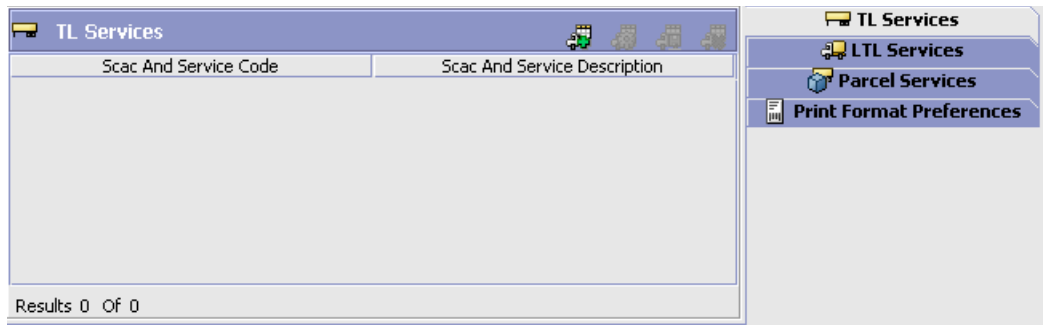 TL Services
Scac And Service Code
Scac And Service Description
Results 0 Of 0
TL Services
LTL Services
Parcel Services
Print Format Preferences